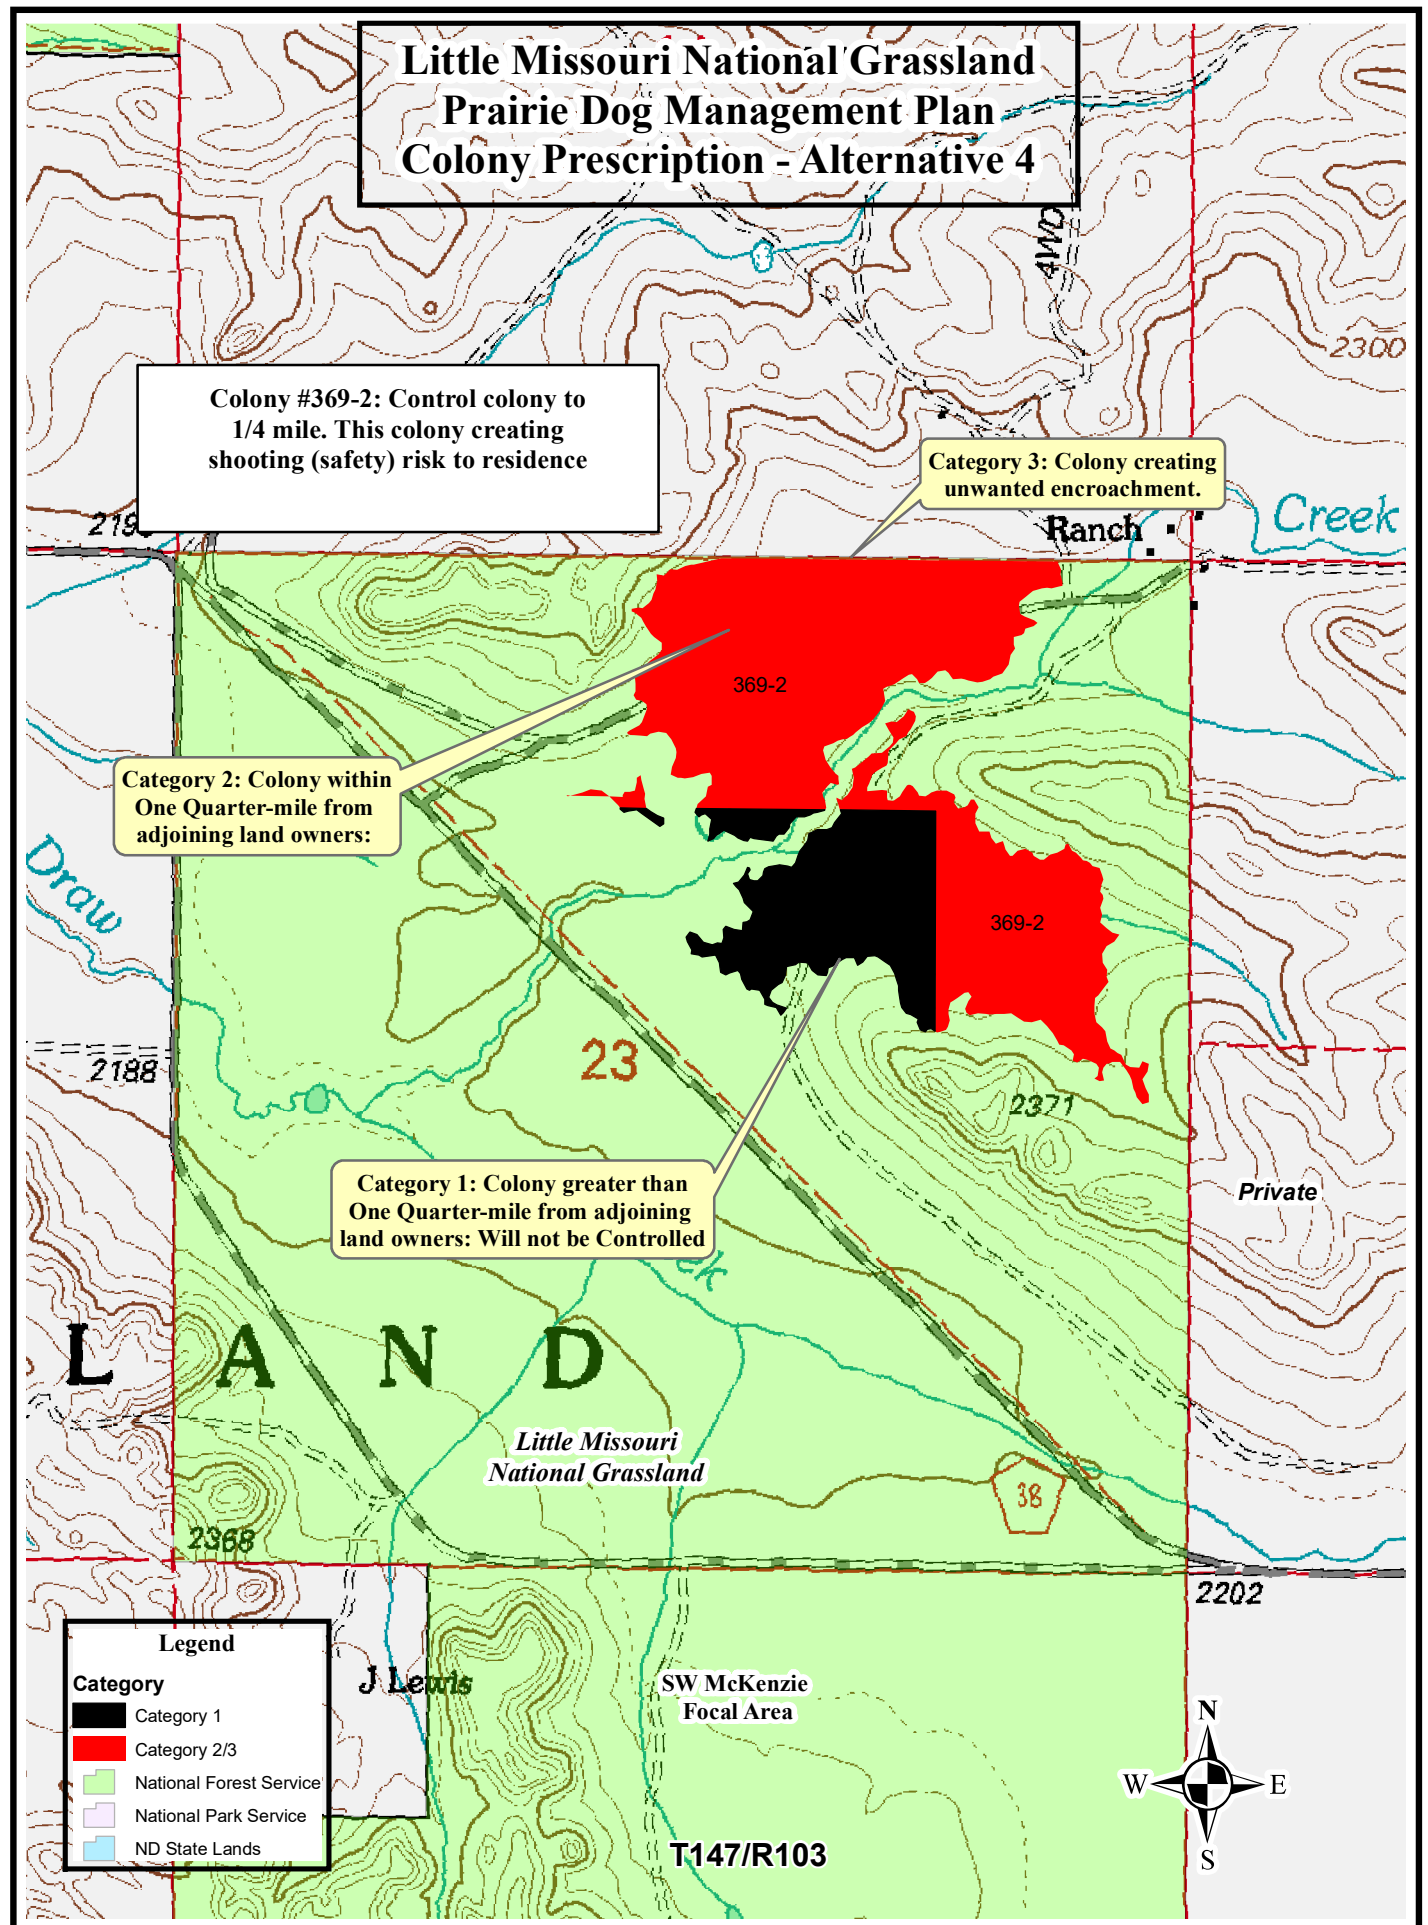 Little Missouri National Grassland
Prairie Dog Management Plan
Colony Prescription - Alternative 4
4WD
2300
Colony #369-2: Control colony to
1/4 mile. This colony creating
shooting (safety) risk to residence
Category 3: Colony creating
unwanted encroachment.
Ranch
Creek
369-2
Category 2: Colony within
One Quarter-mile from
adjoining land owners:
Draw
369-2
23
2188
2371
Category 1: Colony greater than
One Quarter-mile from adjoining
land owners: Will not be Controlled
Private
L A N D
Little Missouri
National Grassland
38
2368
2202
Legend
Category
Category 1
Category 2/3
National Forest Service
National Park Service
ND State Lands
J Lewis
SW McKenzie
Focal Area
T147/R103
N
W E
S